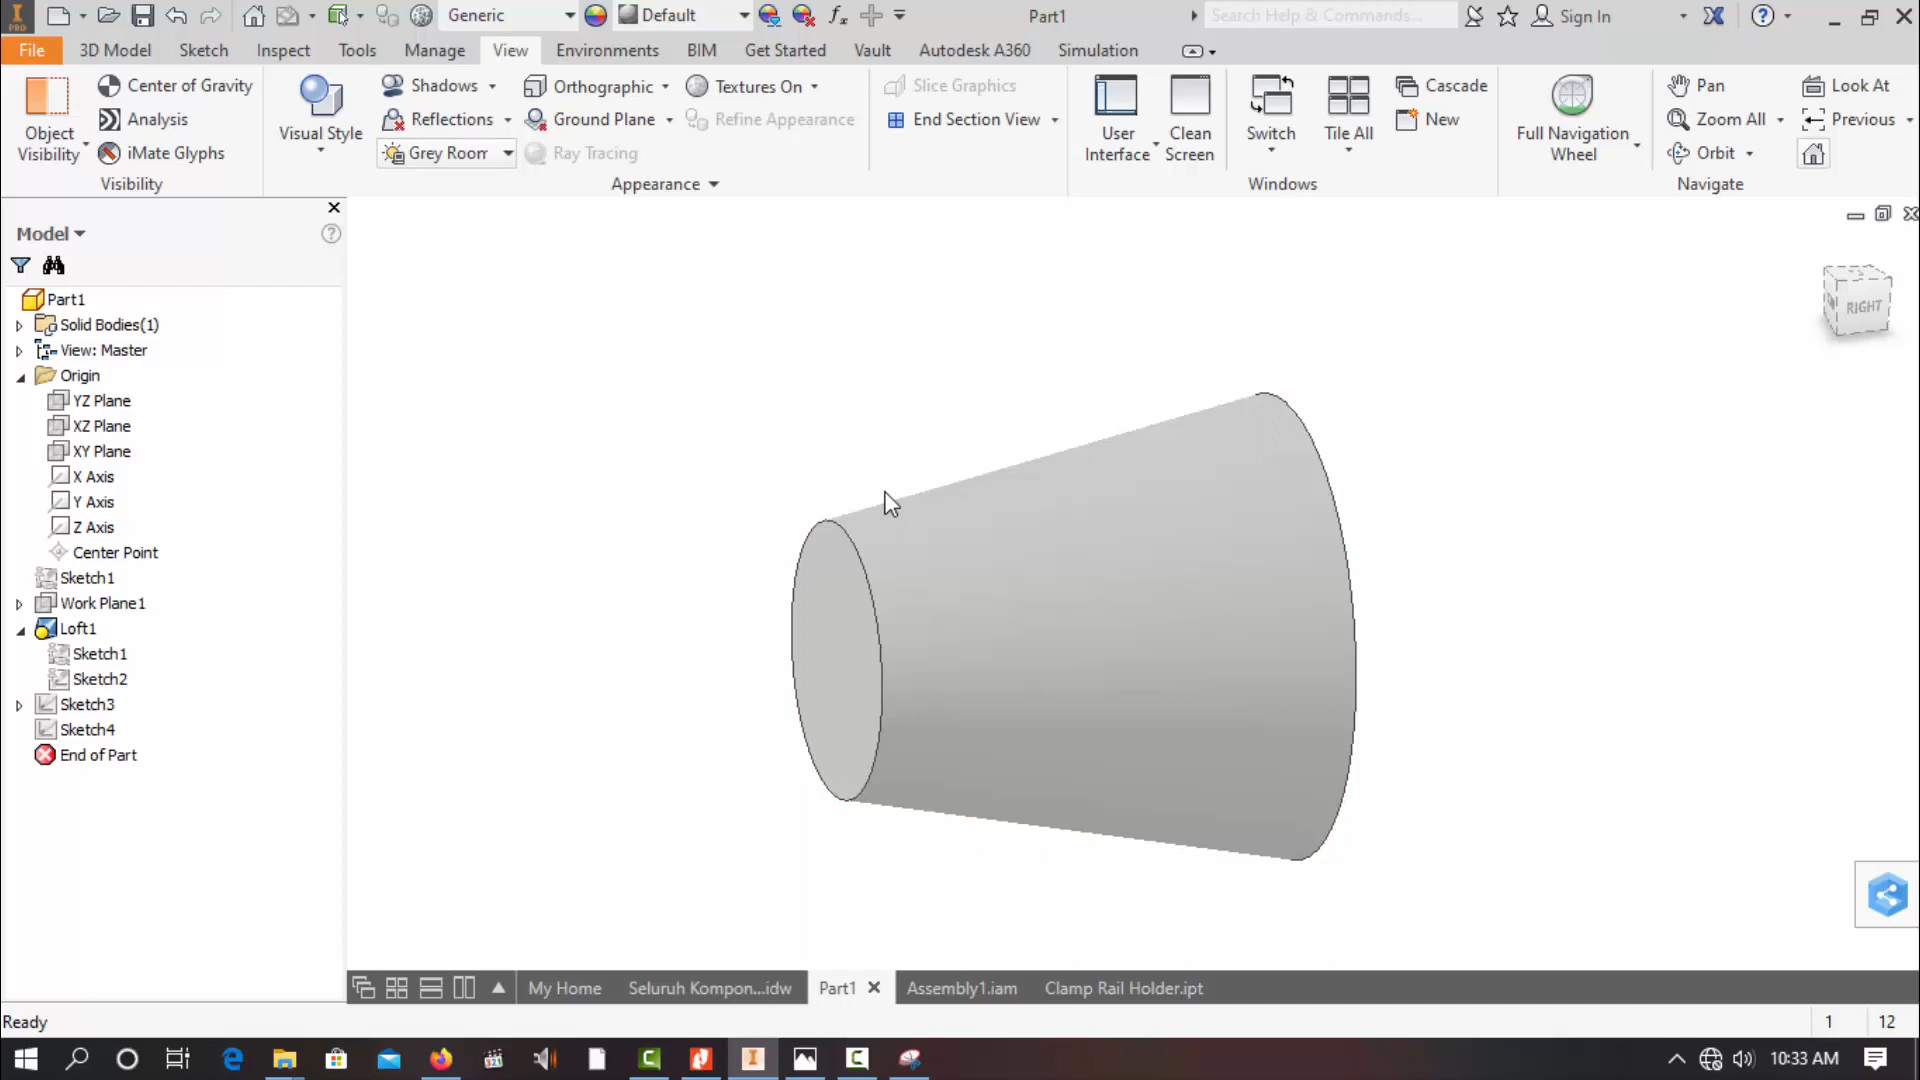 Generic
Default
Part1
Search Help & Commands...
Sign In
File
3D Model
Sketch
Inspect
Tools
Manage
View
Environments
BIM
Get Started
Vault
Autodesk A360
Simulation
Object Visibility
Center of Gravity
Analysis
iMate Glyphs
Visibility
Visual Style
Shadows
Reflections
Grey Room
Orthographic
Ground Plane
Ray Tracing
Textures On
Refine Appearance
Appearance
Slice Graphics
End Section View
User Interface
Clean Screen
Switch
Tile All
Cascade
New
Windows
Full Navigation Wheel
Pan
Zoom All
Orbit
Look At
Previous
Navigate
Model
Part1
Solid Bodies(1)
View: Master
Origin
YZ Plane
XZ Plane
XY Plane
X Axis
Y Axis
Z Axis
Center Point
Sketch1
Work Plane1
Loft1
Sketch1
Sketch2
Sketch3
Sketch4
End of Part
RIGHT
My Home
Seluruh Kompon...idw
Part1
Assembly1.iam
Clamp Rail Holder.ipt
Ready
1
12
10:33 AM